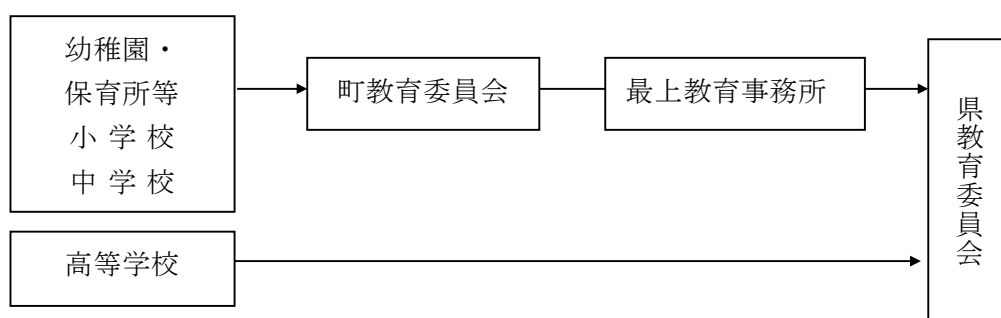 幼稚園・
保育所等
小 学 校
中 学 校
町教育委員会
最上教育事務所
県教育委員会
高等学校